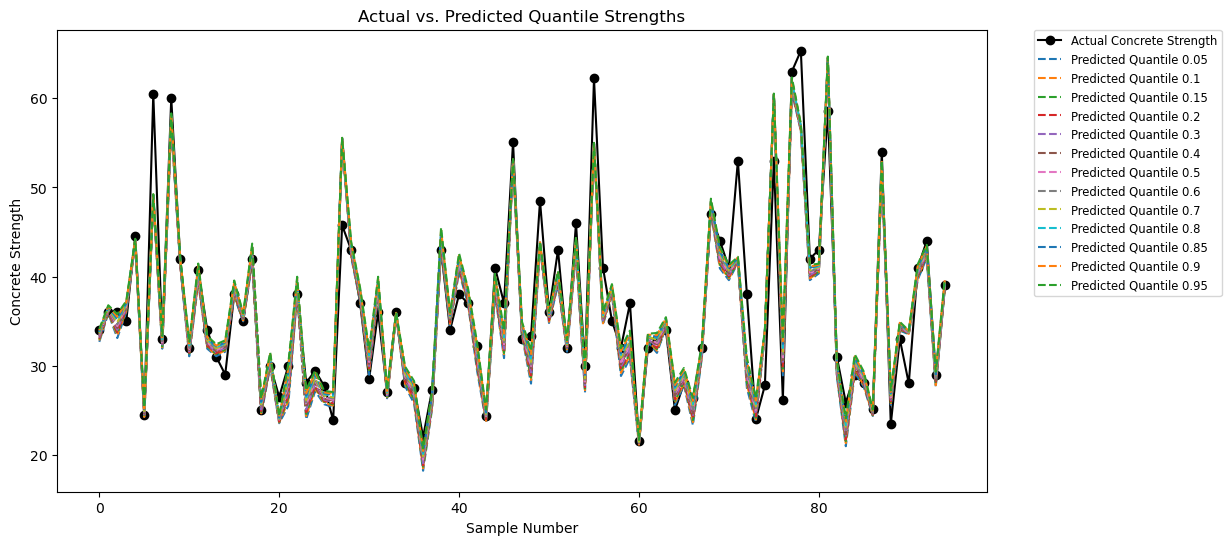 Actual vs. Predicted Quantile Strengths
Concrete Strength
60
50
40
30
20
0
20
40
60
80
Sample Number
Actual Concrete Strength
Predicted Quantile 0.05
Predicted Quantile 0.1
Predicted Quantile 0.15
Predicted Quantile 0.2
Predicted Quantile 0.3
Predicted Quantile 0.4
Predicted Quantile 0.5
Predicted Quantile 0.6
Predicted Quantile 0.7
Predicted Quantile 0.8
Predicted Quantile 0.85
Predicted Quantile 0.9
Predicted Quantile 0.95